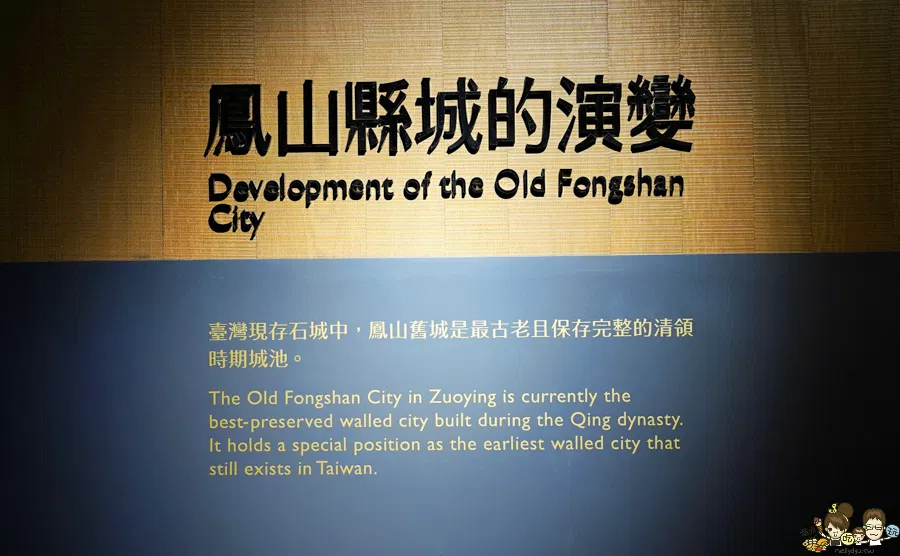 鳳山縣城的演變
Development of the Old Fongshan
City
臺灣現存石城中，鳳山舊城是最古老且保存完整的清領
時期城池。
The Old Fongshan City in Zuoying is currently the
best-preserved walled city built during the Qing dynasty.
It holds a special position as the earliest walled city that
still exists in Taiwan.